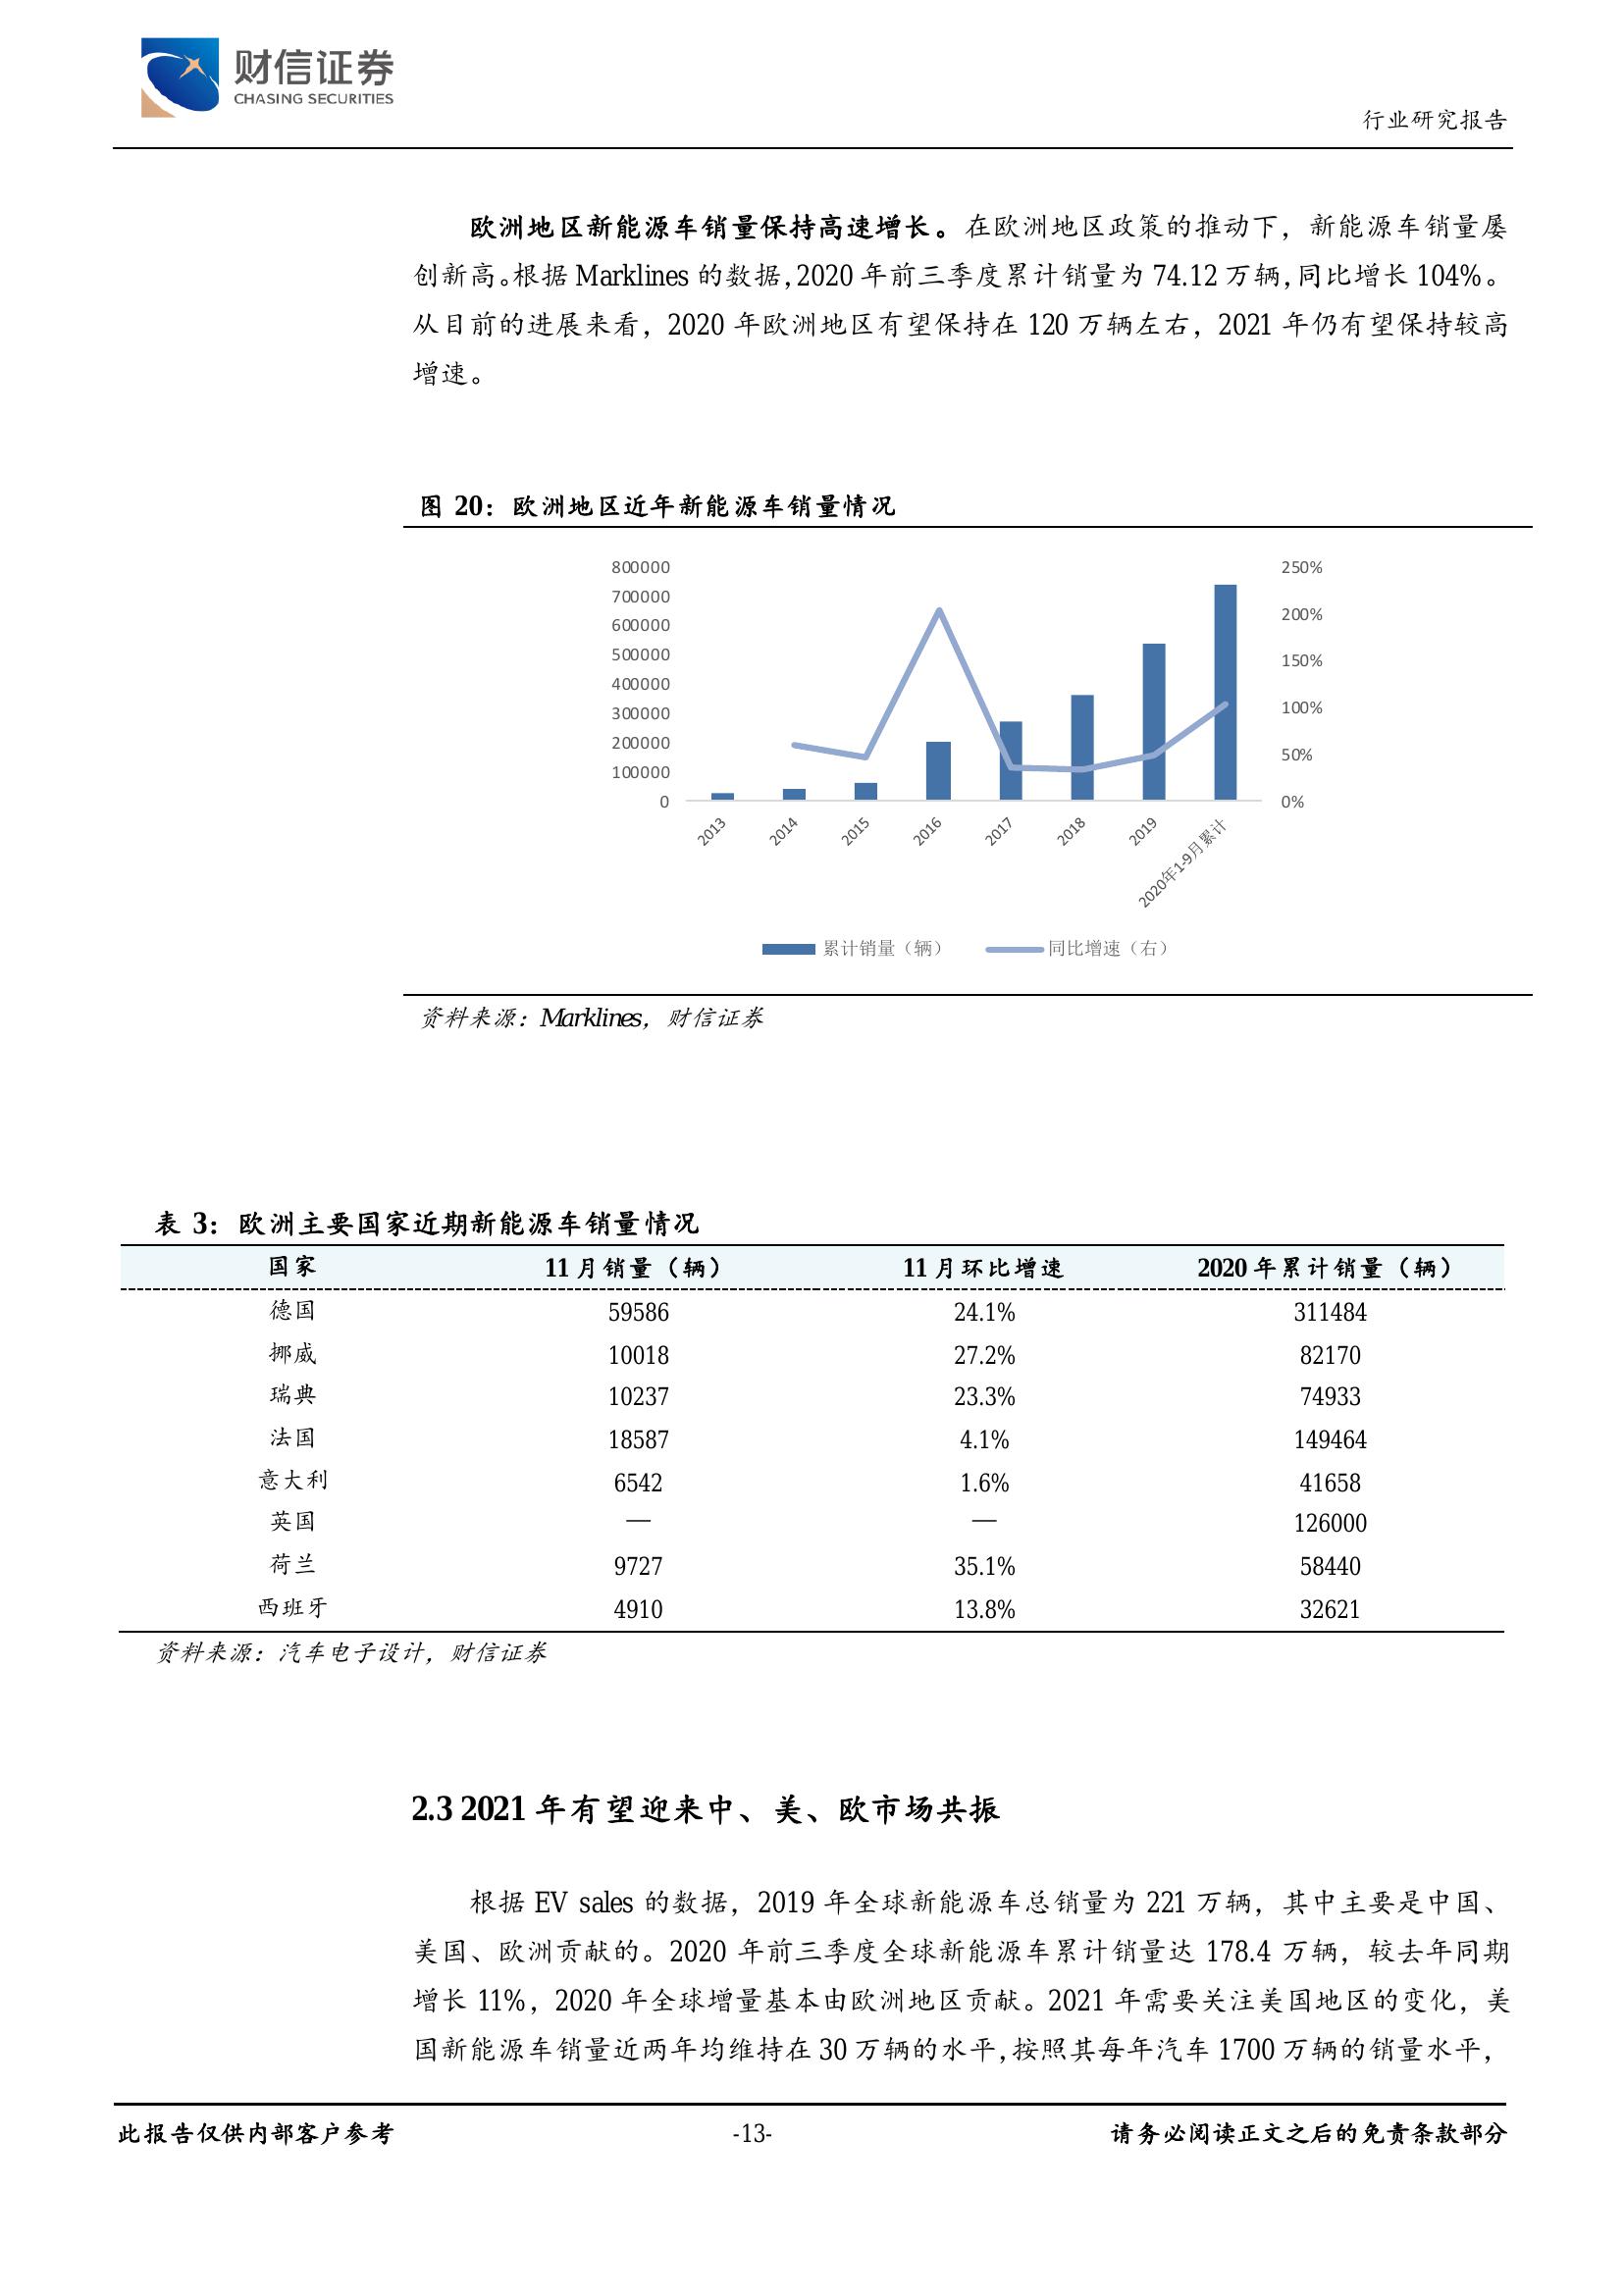 财信证券
CHASING SECURITIES
行业研究报告
欧洲地区新能源车销量保持高速增长。在欧洲地区政策的推动下，新能源车销量屡
创新高。根据 Marklines 的数据，2020 年前三季度累计销量为 74.12 万辆，同比增长 104%。
从目前的进展来看，2020 年欧洲地区有望保持在 120 万辆左右，2021 年仍有望保持较高
增速。
图 20：欧洲地区近年新能源车销量情况
800000
700000
600000
500000
400000
300000
200000
100000
0
250%
200%
150%
100%
50%
0%
2013
2014
2015
2016
2017
2018
2019
2020年1-9月累计
累计销量（辆）
同比增速（右）
资料来源：Marklines，财信证券
表 3：欧洲主要国家近期新能源车销量情况
国家 11 月销量（辆） 11 月环比增速 2020 年累计销量（辆）
德国 59586 24.1% 311484
挪威 10018 27.2% 82170
瑞典 10237 23.3% 74933
法国 18587 4.1% 149464
意大利 6542 1.6% 41658
英国 — — 126000
荷兰 9727 35.1% 58440
西班牙 4910 13.8% 32621
资料来源：汽车电子设计，财信证券
2.3 2021 年有望迎来中、美、欧市场共振
根据 EV sales 的数据，2019 年全球新能源车总销量为 221 万辆，其中主要是中国、
美国、欧洲贡献的。2020 年前三季度全球新能源车累计销量达 178.4 万辆，较去年同期
增长 11%，2020 年全球增量基本由欧洲地区贡献。2021 年需要关注美国地区的变化，美
国新能源车销量近两年均维持在 30 万辆的水平，按照其每年汽车 1700 万辆的销量水平，
此报告仅供内部客户参考
-13-
请务必阅读正文之后的免责条款部分